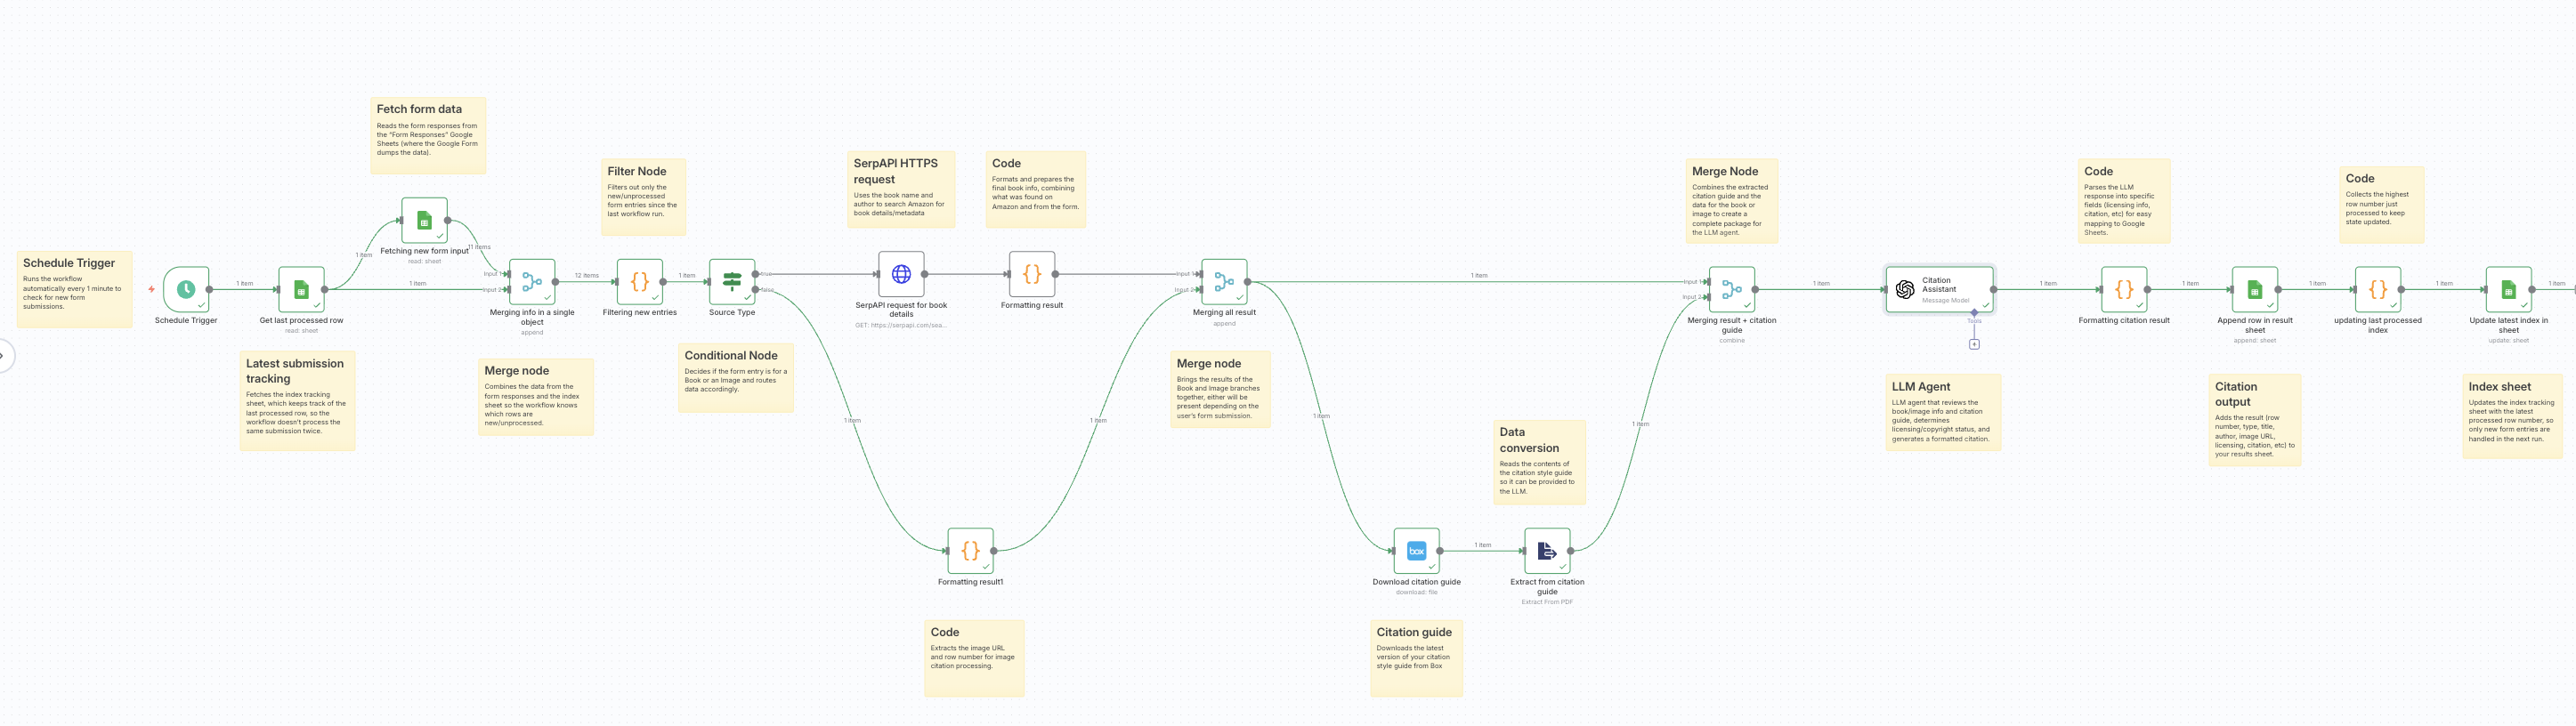 Fetch form data
Reads the form responses from
the "Form Responses" Google
Sheets (where the Google Form
dumps the data).
Schedule Trigger
Runs the workflow
automatically every 1 minute to
check for new form
submissions.
Schedule Trigger
1 item
Get last processed row
read: sheet
Latest submission
tracking
Fetches the index tracking
sheet, which keeps track of the
last processed row, so the
workflow doesn't process the
same submission twice.
1 item
1 item
Fetching new form input
read: sheet
11 items
Input 1
Input 2
Merging info in a single
object
append
Merge node
Combines the data from the
form responses and the index
sheet so the workflow knows
which rows are
new/unprocessed.
12 items
Filter Node
Filters out only the
new/unprocessed
form entries since the
last workflow run.
Filtering new entries
1 item
Source Type
true
false
Conditional Node
Decides if the form entry is for a
Book or an Image and routes
data accordingly.
SerpAPI HTTPS
request
Uses the book name and
author to search Amazon for
book details/metadata
SerpAPI request for book
details
GET: https://serpapi.com/sea...
Code
Formats and prepares the
final book info, combining
what was found on
Amazon and from the form.
Formatting result
1 item
Formatting result1
Code
Extracts the image URL
and row number for image
citation processing.
1 item
Input 1
Input 2
Merging all result
append
Merge node
Brings the results of the
Book and Image branches
together, either will be
present depending on the
user's form submission.
1 item
1 item
box
Download citation guide
download: file
Citation guide
Downloads the latest
version of your citation
style guide from Box
1 item
Data
conversion
Reads the contents of
the citation style guide
so it can be provided to
the LLM.
Extract from citation
guide
Extract From PDF
1 item
Merge Node
Combines the extracted
citation guide and the
data for the book or
image to create a
complete package for
the LLM agent.
Input 1
Input 2
Merging result + citation
guide
combine
1 item
Citation
Assistant
Message Model
Tools
LLM Agent
LLM agent that reviews the
book/image info and citation
guide, determines
licensing/copyright status, and
generates a formatted citation.
1 item
Code
Parses the LLM
response into specific
fields (licensing info,
citation, etc) for easy
mapping to Google
Sheets.
Formatting citation result
1 item
Append row in result
sheet
append: sheet
Citation
output
Adds the result (row
number, type, title,
author, image URL,
licensing, citation, etc) to
your results sheet.
1 item
Code
Collects the highest
row number just
processed to keep
state updated.
updating last processed
index
1 item
Update latest index in
sheet
update: sheet
Index sheet
Updates the index tracking
sheet with the latest
processed row number, so
only new form entries are
handled in the next run.
1 item